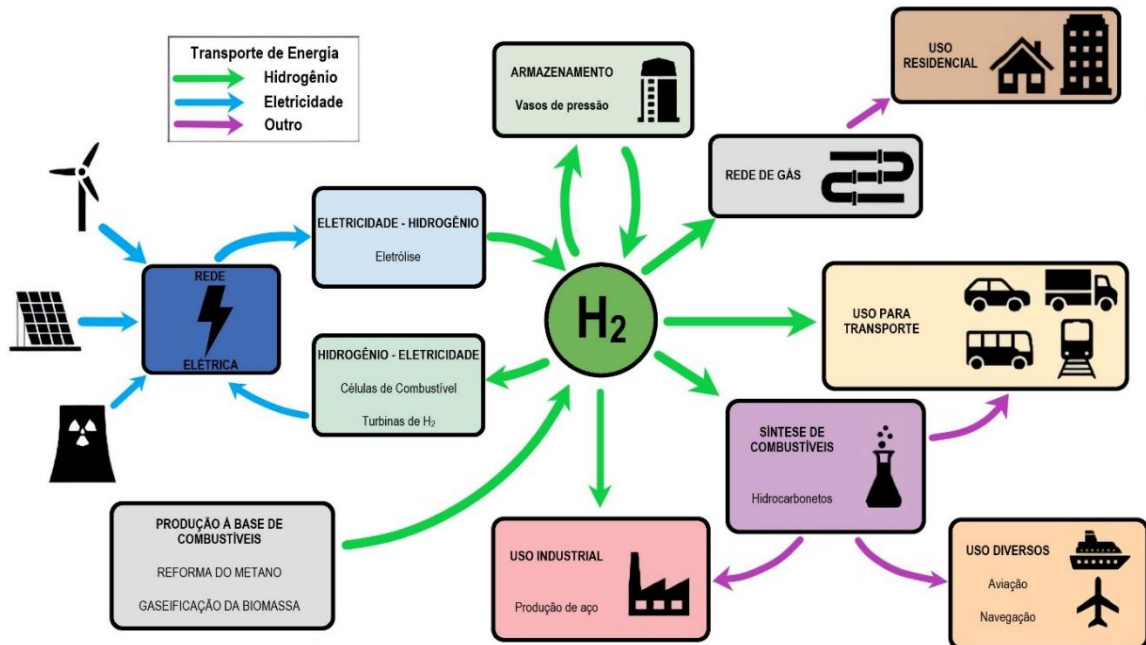 Transporte de Energia
Hidrogênio
Eletricidade
Outro
ARMAZENAMENTO
Vasos de pressão
USO
RESIDENCIAL
REDE DE GÁS
ELETRICIDADE - HIDROGÊNIO
Eletrólise
REDE
ELÉTRICA
H₂
USO PARA
TRANSPORTE
HIDROGÊNIO - ELETRICIDADE
Células de Combustível
Turbinas de H₂
SÍNTESE DE
COMBUSTÍVEIS
Hidrocarbonetos
PRODUÇÃO À BASE DE
COMBUSTÍVEIS
REFORMA DO METANO
GASEIFICAÇÃO DA BIOMASSA
USO INDUSTRIAL
Produção de aço
USO DIVERSOS
Aviação
Navegação